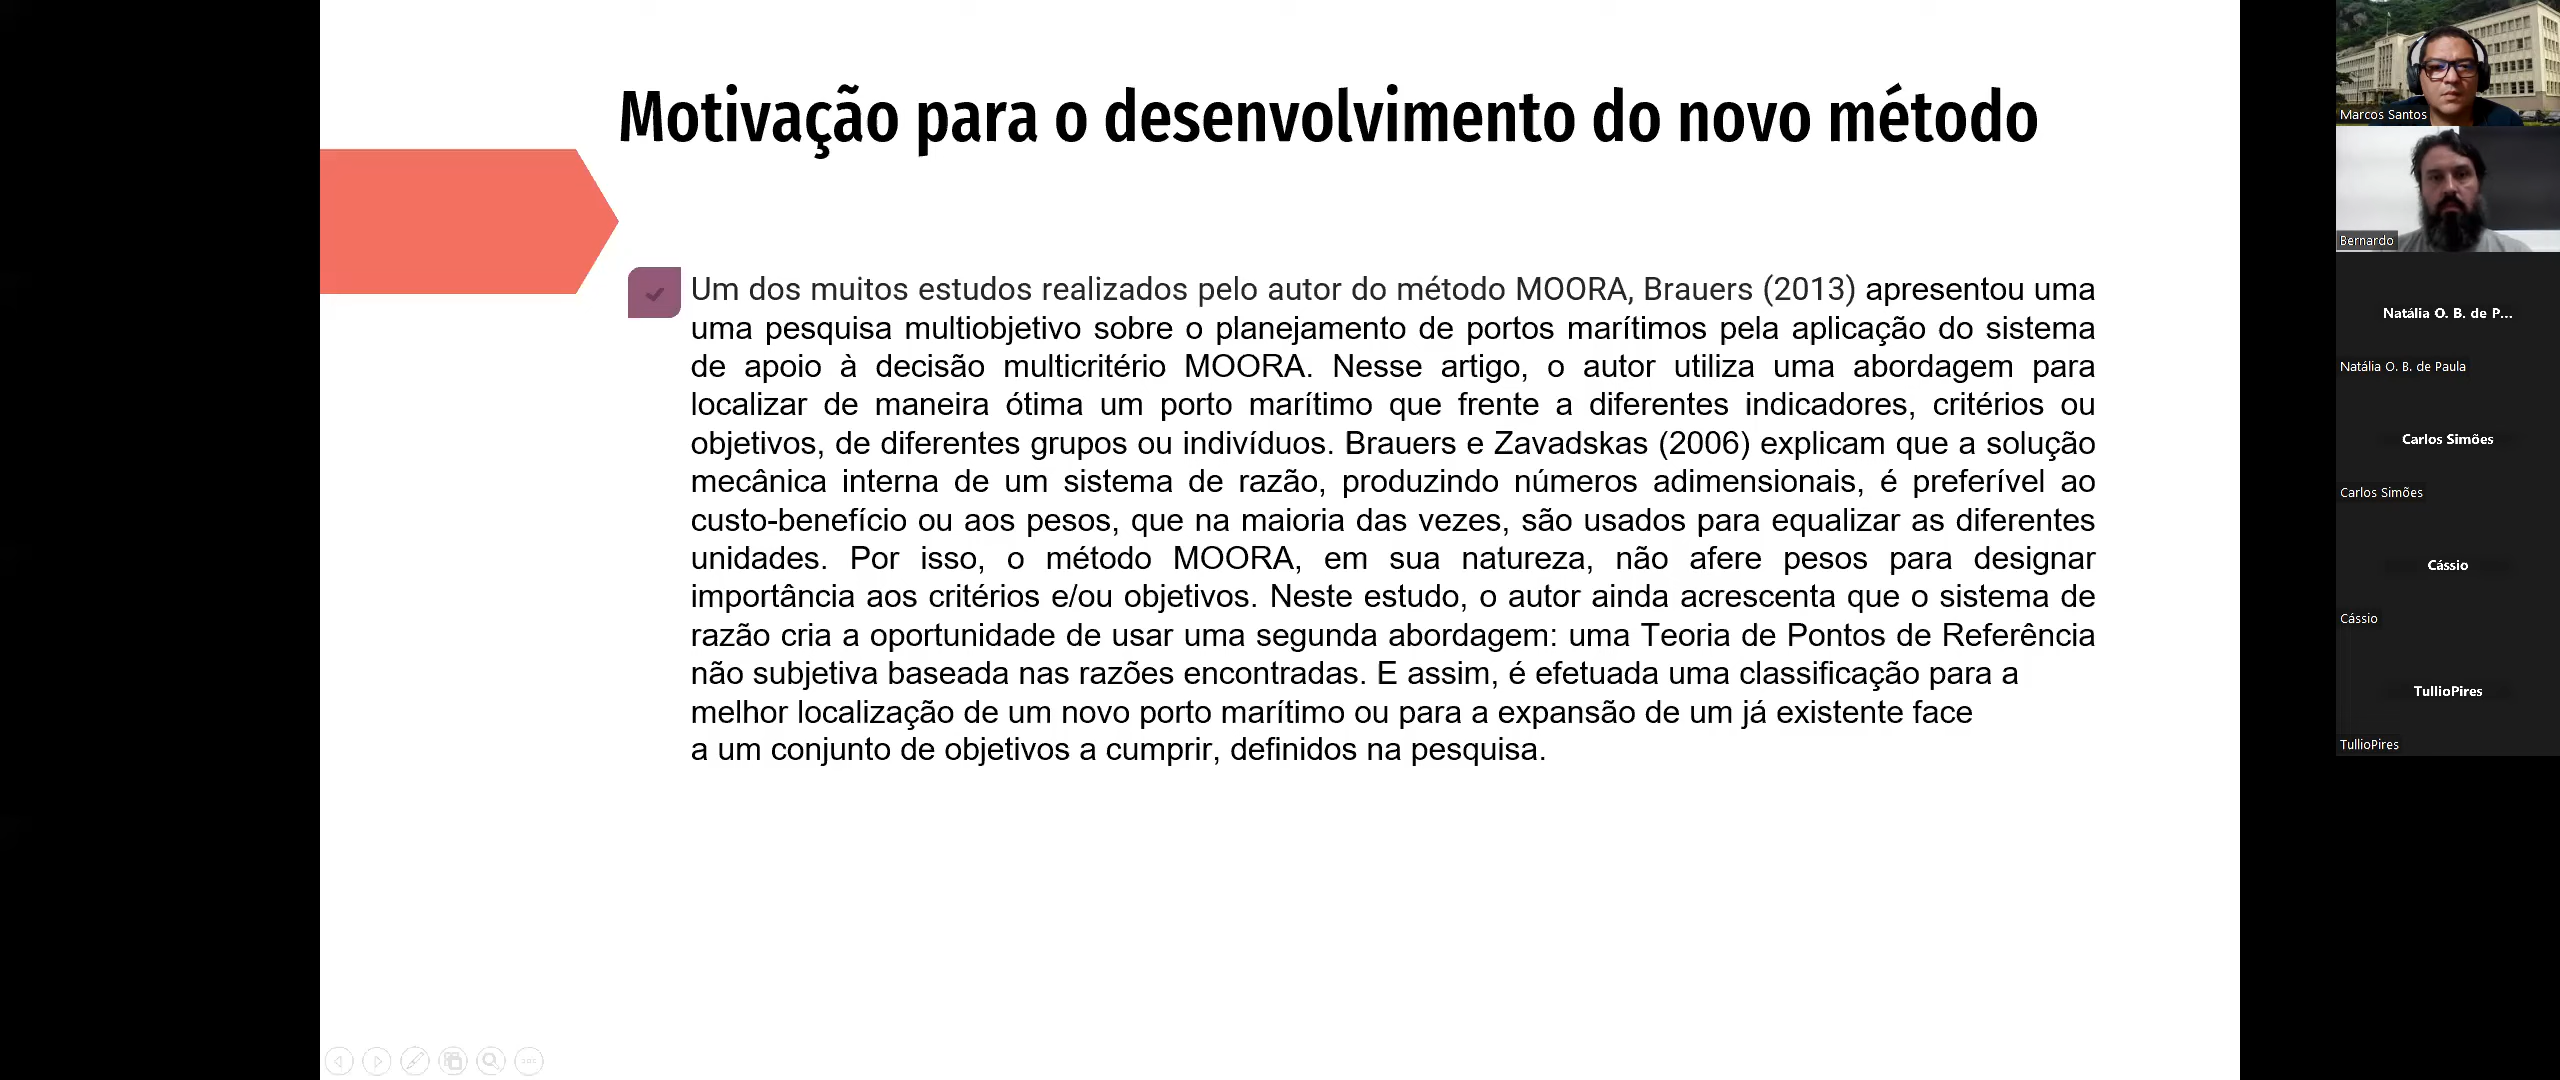 Motivação para o desenvolvimento do novo método
Um dos muitos estudos realizados pelo autor do método MOORA, Brauers (2013) apresentou uma
uma pesquisa multiobjetivo sobre o planejamento de portos marítimos pela aplicação do sistema
de apoio à decisão multicritério MOORA. Nesse artigo, o autor utiliza uma abordagem para
localizar de maneira ótima um porto marítimo que frente a diferentes indicadores, critérios ou
objetivos, de diferentes grupos ou indivíduos. Brauers e Zavadskas (2006) explicam que a solução
mecânica interna de um sistema de razão, produzindo números adimensionais, é preferível ao
custo-benefício ou aos pesos, que na maioria das vezes, são usados para equalizar as diferentes
unidades. Por isso, o método MOORA, em sua natureza, não afere pesos para designar
importância aos critérios e/ou objetivos. Neste estudo, o autor ainda acrescenta que o sistema de
razão cria a oportunidade de usar uma segunda abordagem: uma Teoria de Pontos de Referência
não subjetiva baseada nas razões encontradas. E assim, é efetuada uma classificação para a
melhor localização de um novo porto marítimo ou para a expansão de um já existente face
a um conjunto de objetivos a cumprir, definidos na pesquisa.
Marcos Santos
Bernardo
Natália O. B. de P...
Natália O. B. de Paula
Carlos Simões
Carlos Simões
Cássio
Cássio
TullioPires
TullioPires